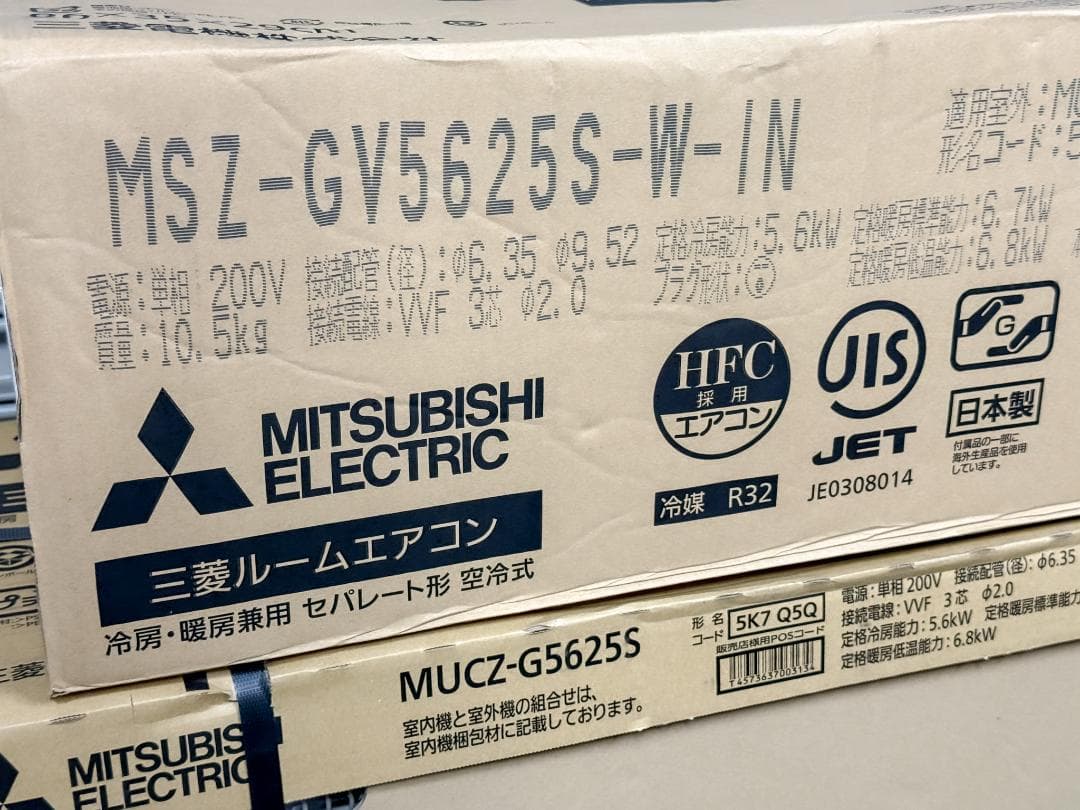 三菱電機株式会社
MSZ-GV5625S-W-IN
適用室外:
形名コード:5
電源:単相 200V 接続配管(径):φ6.35 φ9.52 定格冷房能力:5.6kW 定格暖房標準能力:6.7kW
質量:10.5kg 接続電線:VVF 3芯 φ2.0 プラグ形状: 定格暖房低温能力:6.8kW
MITSUBISHI
ELECTRIC
三菱ルームエアコン
冷房・暖房兼用 セパレート形 空冷式
HFC
採用
エアコン
冷媒 R32
JIS
JET
JE0308014
G
日本製
付属品の一部に
海外生産品を使用
しています。
MITSUBIS
ELECTRIC
MUCZ-G5625S
室内機と室外機の組合せは、
室内機梱包材に記載しております。
形名
コード
5K7 Q5Q
販売店様用POSコード
T4573637003134
電源:単相 200V 接続配管(径):φ6.35
接続電線:VVF 3芯 φ2.0
定格冷房能力:5.6kW 定格暖房標準能力
定格暖房低温能力:6.8kW